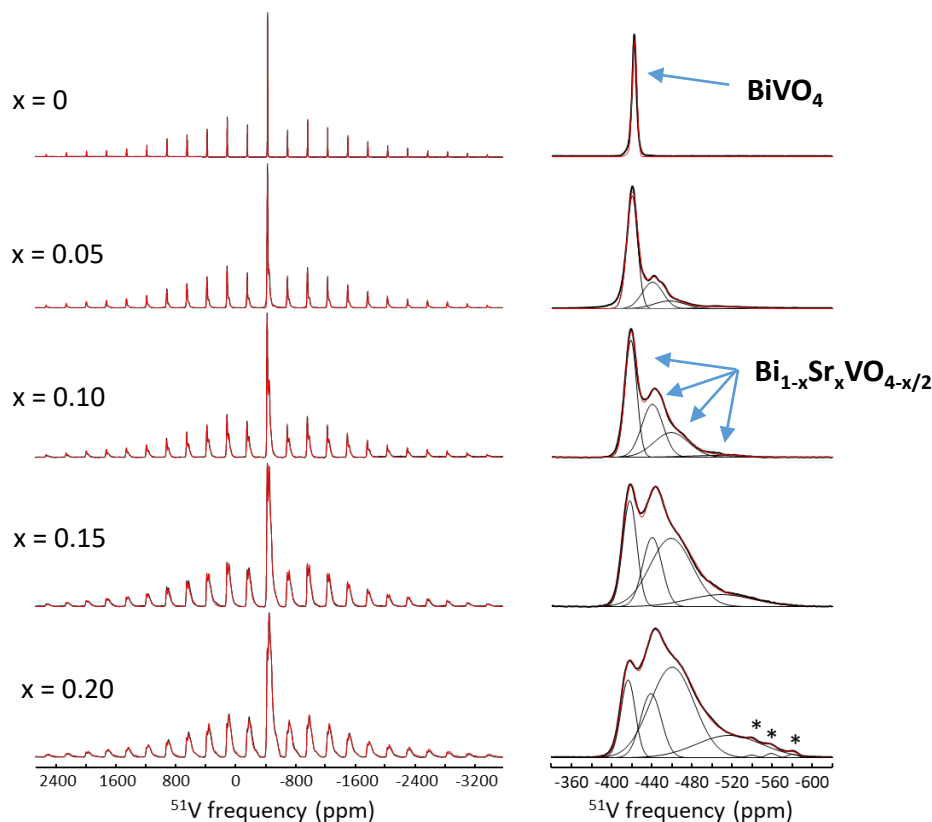 x = 0
BiVO₄
x = 0.05
x = 0.10
Bi₁₋ₓSrₓVO₄₋ₓ/₂
x = 0.15
x = 0.20
* * *
2400 1600 800 0 -800 -1600 -2400 -3200
-360 -400 -440 -480 -520 -560 -600
⁵¹V frequency (ppm)
⁵¹V frequency (ppm)